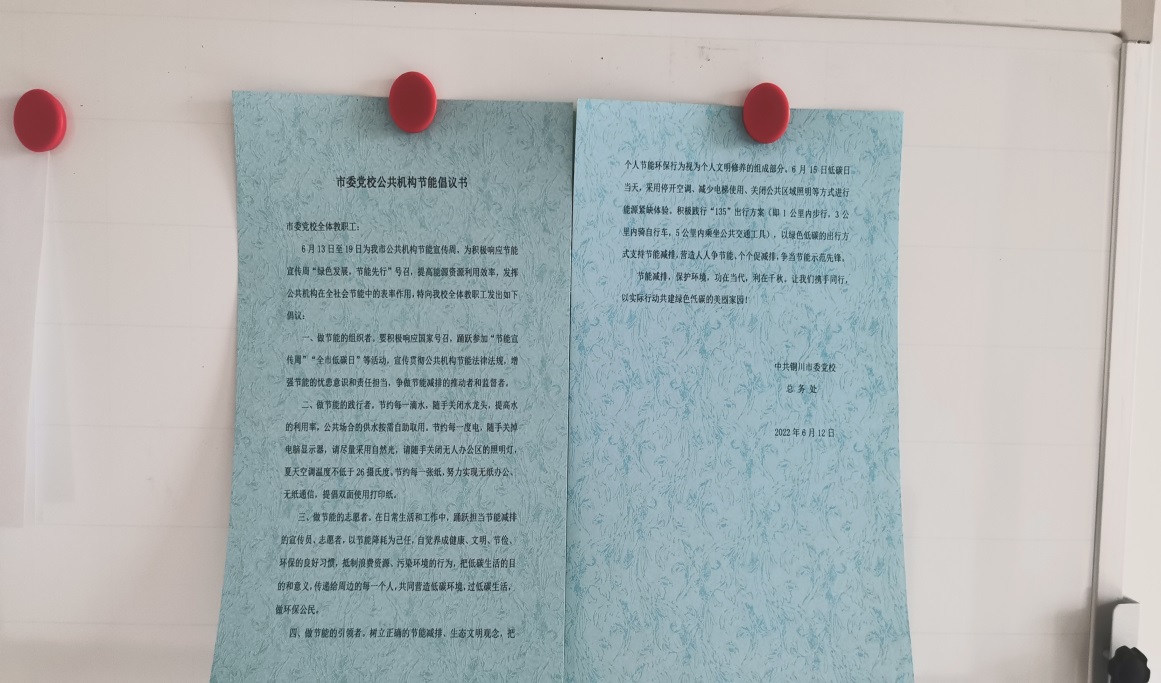 市委党校公共机构节能倡议书
市委党校全体教职工：
6月13日至19日为我市公共机构节能宣传周。为积极响应节能
宣传周“绿色发展，节能先行”号召，提高能源资源利用效率，发挥
公共机构在全社会节能中的表率作用，特向我校全体教职工发出如下
倡议：
一、做节能的组织者。要积极响应国家号召，踊跃参加“节能宣
传周”“全市低碳日”等活动，宣传贯彻公共机构节能法律法规，增
强节能的忧患意识和责任担当，争做节能减排的推动者和监督者。
二、做节能的践行者。节约每一滴水，随手关闭水龙头，提高水
的利用率，公共场合的供水按需自助取用。节约每一度电，随手关掉
电脑显示器，请尽量采用自然光，请随手关闭无人办公区的照明灯，
夏天空调温度不低于26摄氏度。节约每一张纸，努力实现无纸办公、
无纸通信，提倡双面使用打印纸。
三、做节能的志愿者。在日常生活和工作中，踊跃担当节能减排
的宣传员、志愿者，以节能降耗为己任，自觉养成健康、文明、节俭、
环保的良好习惯，抵制浪费资源、污染环境的行为，把低碳生活的目
的和意义，传递给周边的每一个人，共同营造低碳环境，过低碳生活，
做环保公民。
四、做节能的引领者。树立正确的节能减排、生态文明观念，把
个人节能环保行为视为个人文明修养的组成部分。6月15日低碳日
当天，采用停开空调、减少电梯使用、关闭公共区域照明等方式进行
能源紧缺体验。积极践行“135”出行方案（即1公里内步行，3公
里内骑自行车，5公里内乘坐公共交通工具），以绿色低碳的出行方
式支持节能减排，营造人人争节能、个个促减排，争当节能示范先锋。
节能减排，保护环境，功在当代，利在千秋，让我们携手同行，
以实际行动共建绿色低碳的美丽家园！
中共铜川市委党校
总务处
2022年6月12日